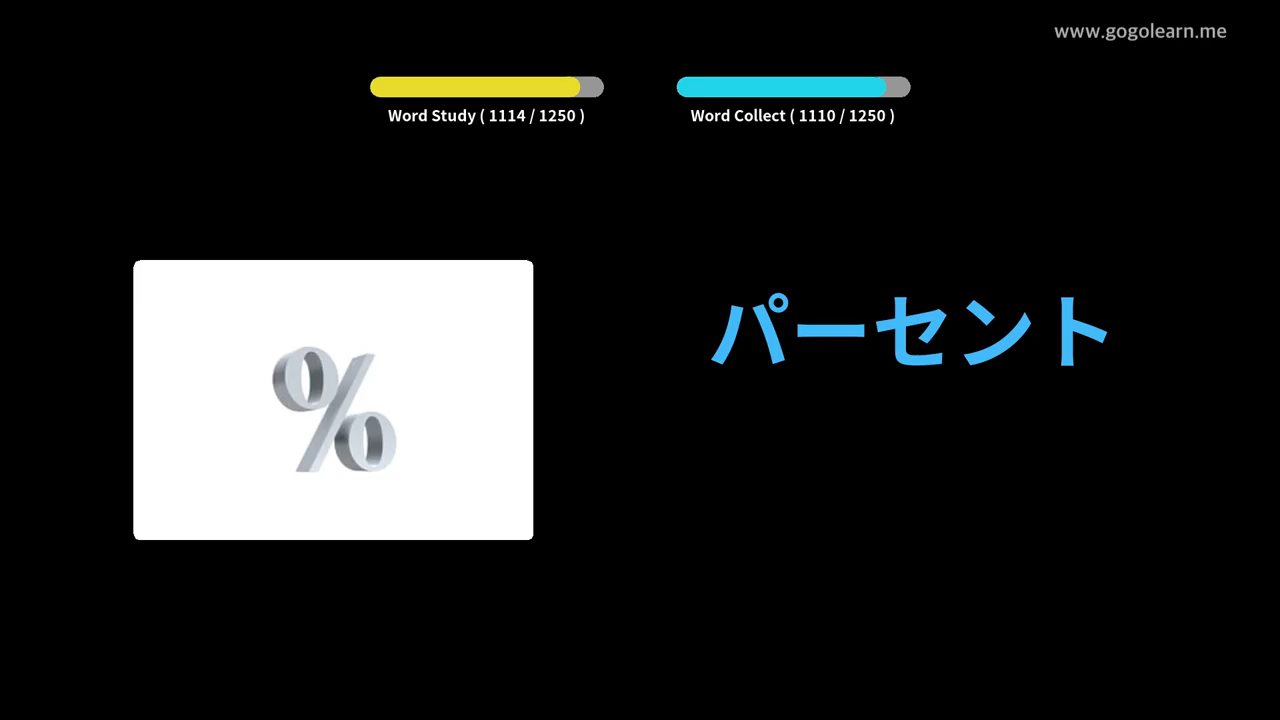 www.gogolearn.me
Word Study ( 1114 / 1250 )
Word Collect ( 1110 / 1250 )
%
パーセント